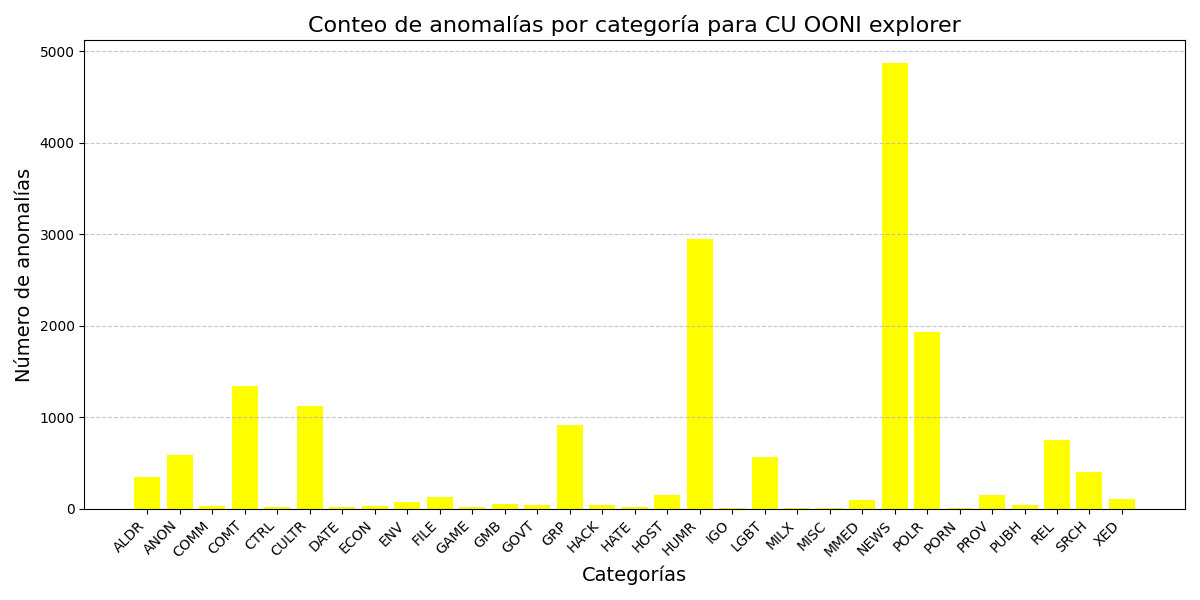 Conteo de anomalías por categoría para CU OONI explorer
Número de anomalías
5000
4000
3000
2000
1000
0
ALDR
ANON
COMM
COMT
CTRL
CULTR
DATE
ECON
ENV
FILE
GAME
GMB
GOVT
GRP
HACK
HATE
HOST
HUMR
IGO
LGBT
MILX
MISC
MMED
NEWS
POLR
PORN
PROV
PUBH
REL
SRCH
XED
Categorías